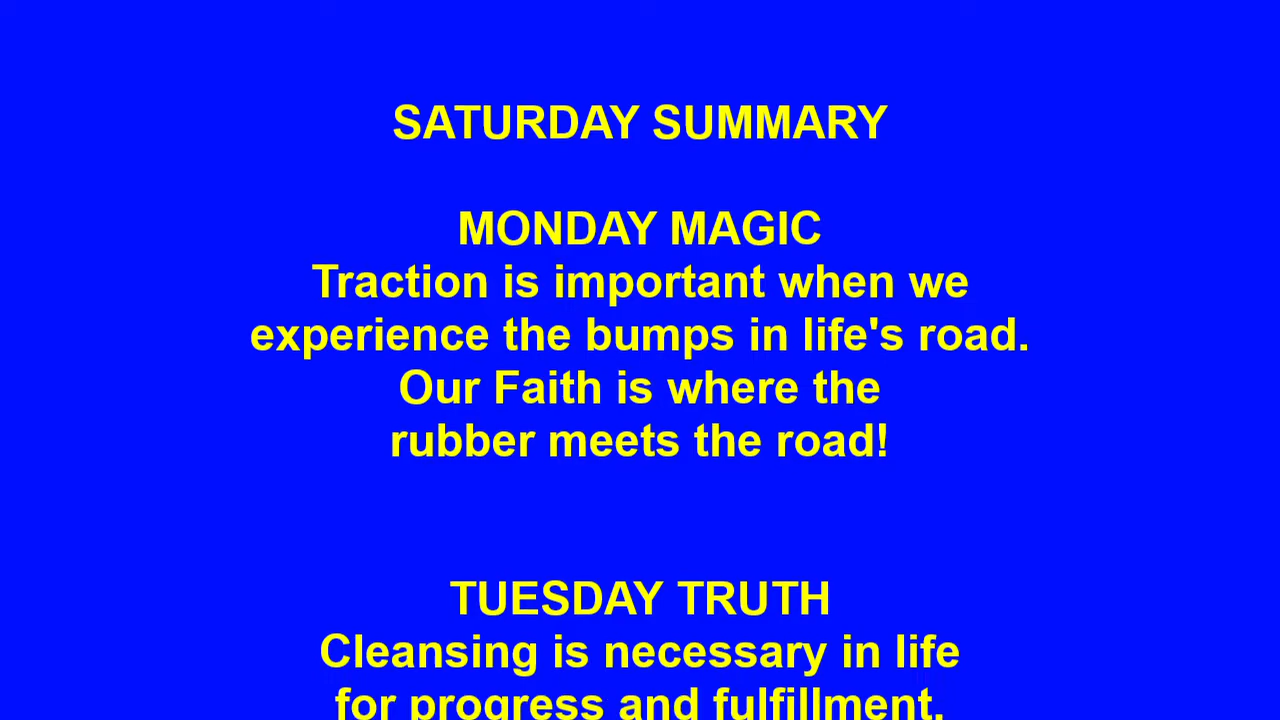 SATURDAY SUMMARY
MONDAY MAGIC
Traction is important when we
experience the bumps in life's road.
Our Faith is where the
rubber meets the road!
TUESDAY TRUTH
Cleansing is necessary in life
for progress and fulfillment.